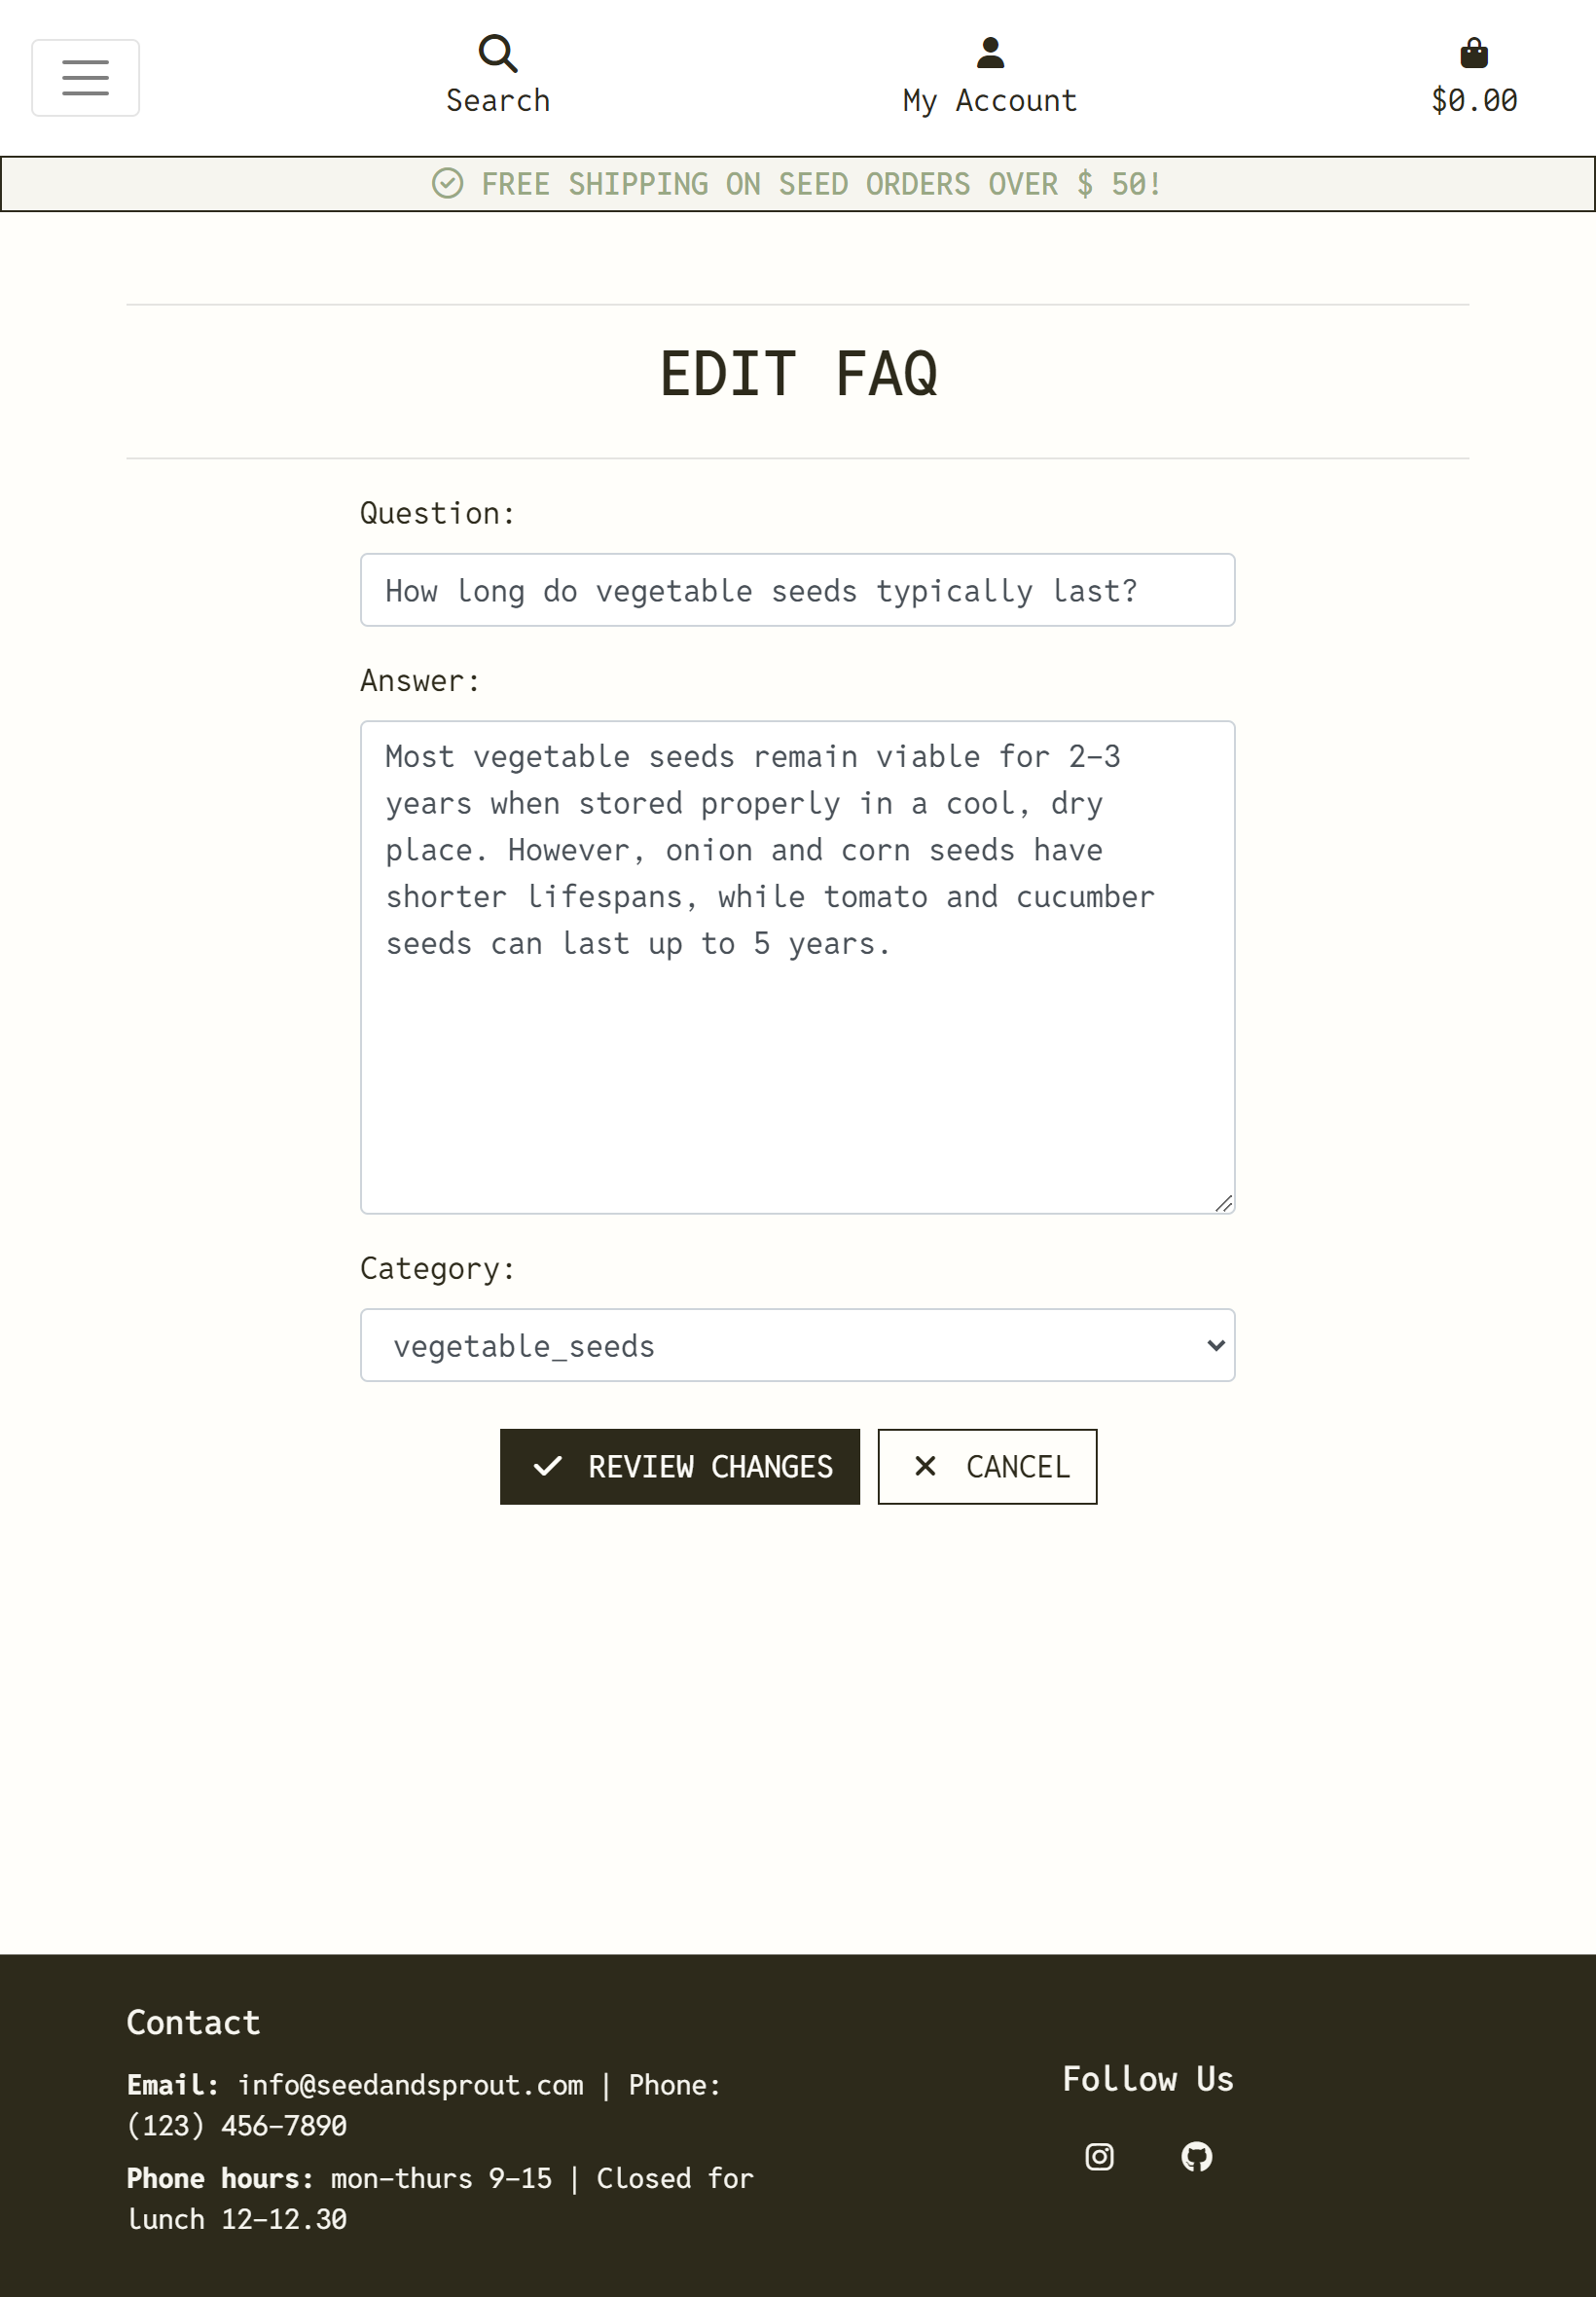 Search
My Account
$0.00
FREE SHIPPING ON SEED ORDERS OVER $ 50!
EDIT FAQ
Question:
How long do vegetable seeds typically last?
Answer:
Most vegetable seeds remain viable for 2-3
years when stored properly in a cool, dry
place. However, onion and corn seeds have
shorter lifespans, while tomato and cucumber
seeds can last up to 5 years.
Category:
vegetable_seeds
REVIEW CHANGES
CANCEL
Contact
Email: info@seedandsprout.com | Phone:
(123) 456-7890
Phone hours: mon-thurs 9-15 | Closed for
lunch 12-12.30
Follow Us